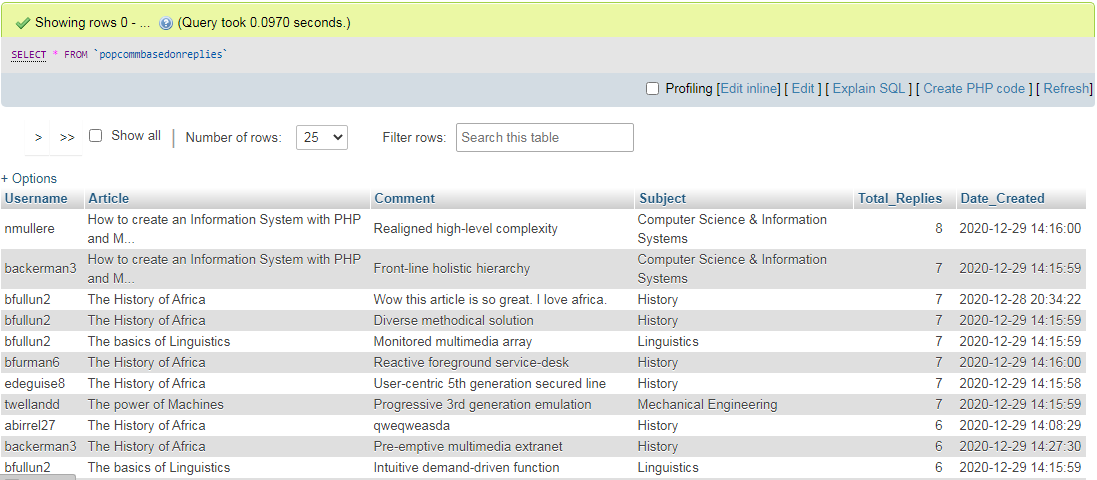 Showing rows 0 - ... (Query took 0.0970 seconds.)
SELECT * FROM `popcommbasedonreplies`
Profiling [Edit inline] [ Edit ] [ Explain SQL ] [ Create PHP code ] [ Refresh]
> >> Show all | Number of rows: 25 Filter rows: Search this table
+ Options
Username Article Comment Subject Total_Replies Date_Created
nmullere How to create an Information System with PHP and M... Realigned high-level complexity Computer Science & Information Systems 8 2020-12-29 14:16:00
backerman3 How to create an Information System with PHP and M... Front-line holistic hierarchy Computer Science & Information Systems 7 2020-12-29 14:15:59
bfullun2 The History of Africa Wow this article is so great. I love africa. History 7 2020-12-28 20:34:22
bfullun2 The History of Africa Diverse methodical solution History 7 2020-12-29 14:15:59
bfullun2 The basics of Linguistics Monitored multimedia array Linguistics 7 2020-12-29 14:15:59
bfurman6 The History of Africa Reactive foreground service-desk History 7 2020-12-29 14:16:00
edeguise8 The History of Africa User-centric 5th generation secured line History 7 2020-12-29 14:15:58
twellandd The power of Machines Progressive 3rd generation emulation Mechanical Engineering 7 2020-12-29 14:15:59
abirrel27 The History of Africa qweqweasda History 6 2020-12-29 14:08:29
backerman3 The History of Africa Pre-emptive multimedia extranet History 6 2020-12-29 14:27:30
bfullun2 The basics of Linguistics Intuitive demand-driven function Linguistics 6 2020-12-29 14:15:59